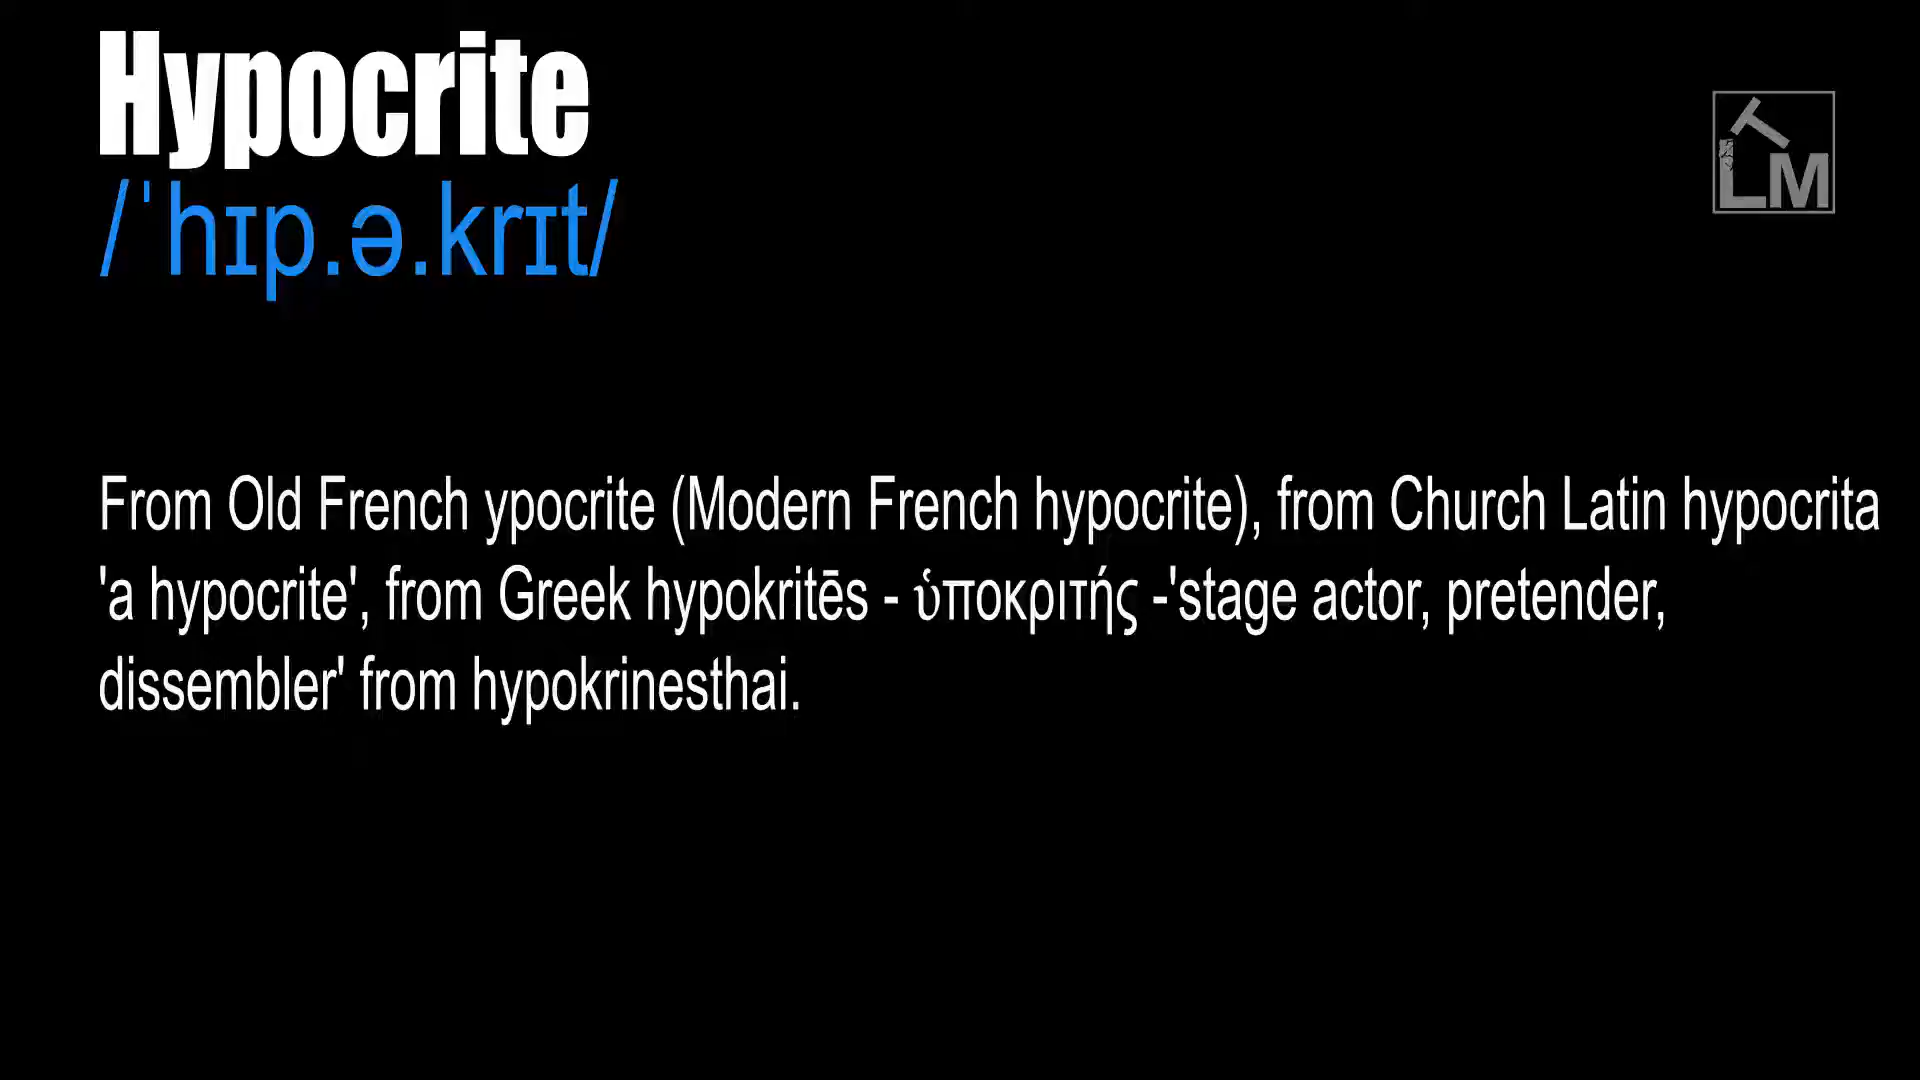 Hypocrite
/ˈhɪp.ə.krɪt/
TLM
From Old French ypocrite (Modern French hypocrite), from Church Latin hypocrita
'a hypocrite', from Greek hypokritēs - ὑποκριτής -'stage actor, pretender,
dissembler' from hypokrinesthai.